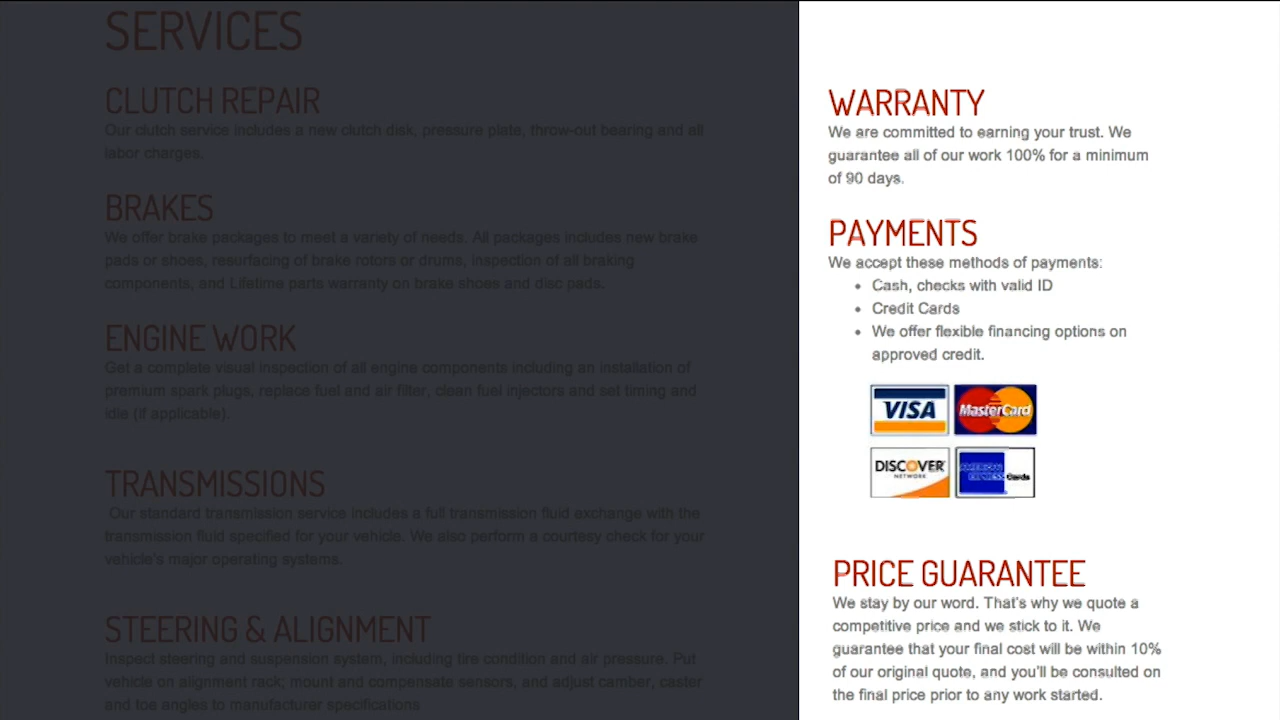 SERVICES
CLUTCH REPAIR
Our clutch service includes a new clutch disk, pressure plate, throw-out bearing and all
labor charges.
BRAKES
We offer brake packages to meet a variety of needs. All packages includes new brake
pads or shoes, resurfacing of brake rotors or drums, inspection of all braking
components, and Lifetime parts warranty on brake shoes and disc pads.
ENGINE WORK
Get a complete visual inspection of all engine components including an installation of
premium spark plugs, replace fuel and air filter, clean fuel injectors and set timing and
idle (if applicable).
TRANSMISSIONS
Our standard transmission service includes a full transmission fluid exchange with the
transmission fluid specified for your vehicle. We also perform a courtesy check for your
vehicle's major operating systems.
STEERING & ALIGNMENT
Inspect steering and suspension system, including tire condition and air pressure. Put
vehicle on alignment rack; mount and compensate sensors, and adjust camber, caster
and toe angles to manufacturer specifications
WARRANTY
We are committed to earning your trust. We
guarantee all of our work 100% for a minimum
of 90 days.
PAYMENTS
We accept these methods of payments:
• Cash, checks with valid ID
• Credit Cards
• We offer flexible financing options on
approved credit.
VISA MasterCard
DISCOVER
NETWORK
AMERICAN
EXPRESS Cards
PRICE GUARANTEE
We stay by our word. That's why we quote a
competitive price and we stick to it. We
guarantee that your final cost will be within 10%
of our original quote, and you'll be consulted on
the final price prior to any work started.